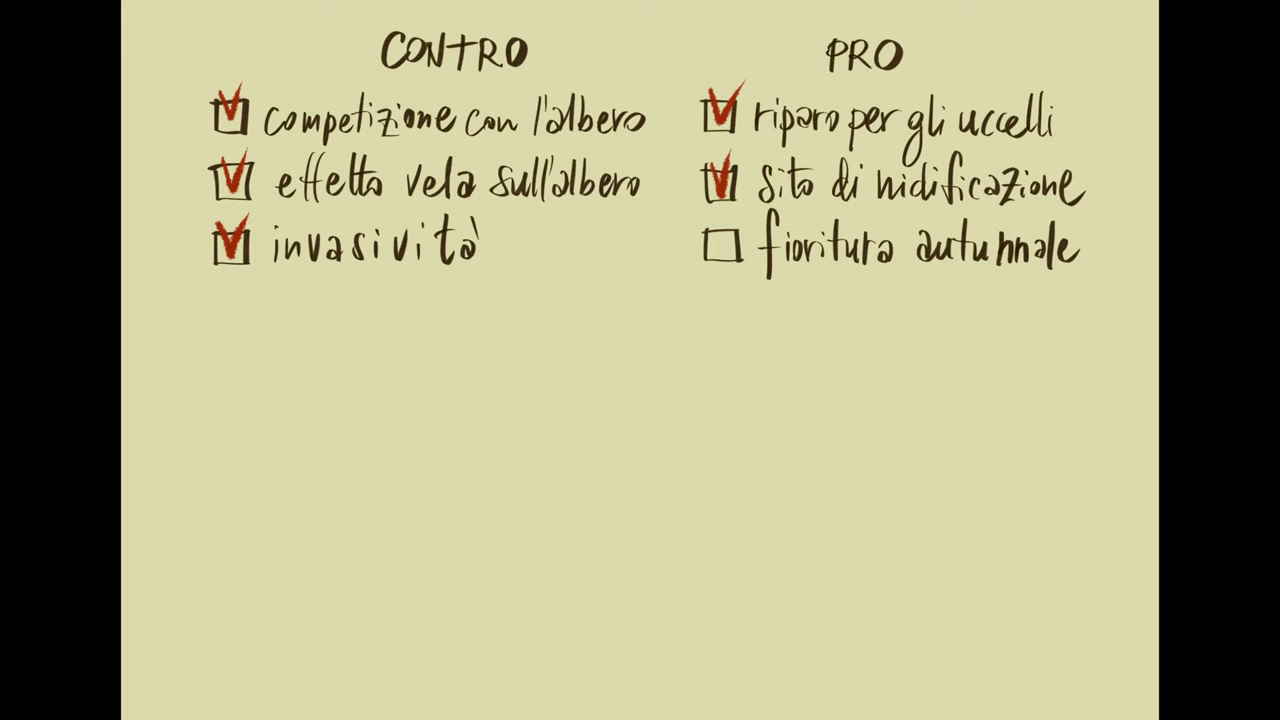 CONTRO
competizione con l'albero
effetto vela sull'albero
invasività
PRO
riparo per gli uccelli
sito di nidificazione
fioritura autunnale